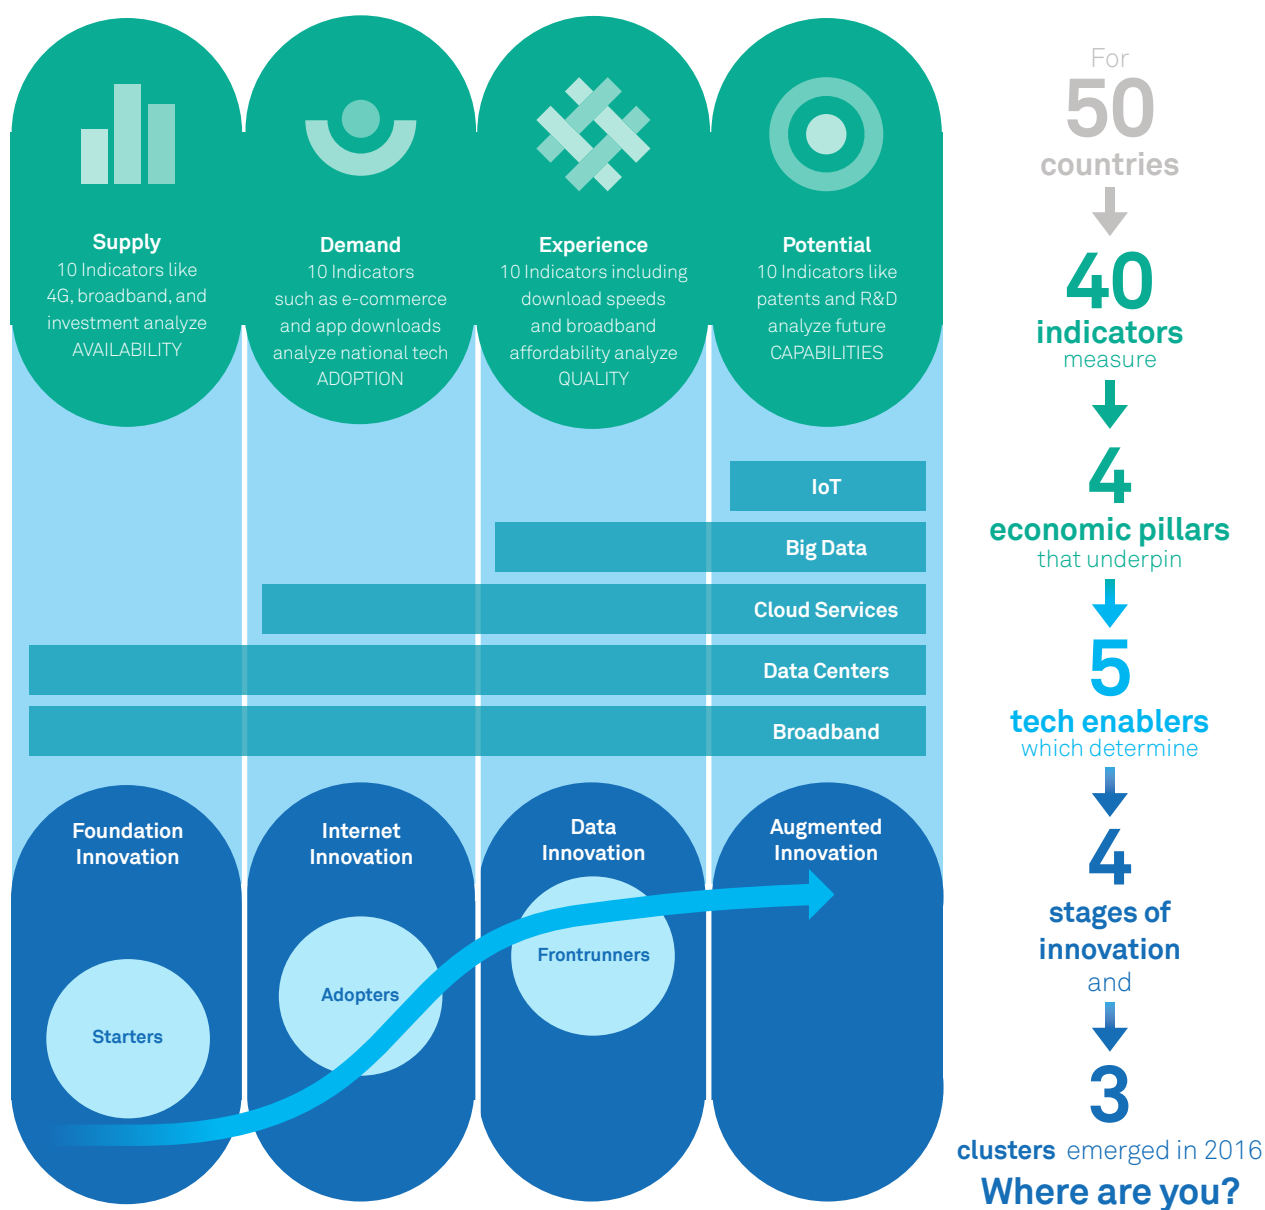 Supply
10 Indicators like
4G, broadband, and
investment analyze
AVAILABILITY
Demand
10 Indicators
such as e-commerce
and app downloads
analyze national tech
ADOPTION
Experience
10 Indicators including
download speeds
and broadband
affordability analyze
QUALITY
Potential
10 Indicators like
patents and R&D
analyze future
CAPABILITIES
IoT
Big Data
Cloud Services
Data Centers
Broadband
Foundation
Innovation
Internet
Innovation
Data
Innovation
Augmented
Innovation
Starters
Adopters
Frontrunners
For
50
countries
40
indicators
measure
4
economic pillars
that underpin
5
tech enablers
which determine
4
stages of
innovation
and
3
clusters emerged in 2016
Where are you?